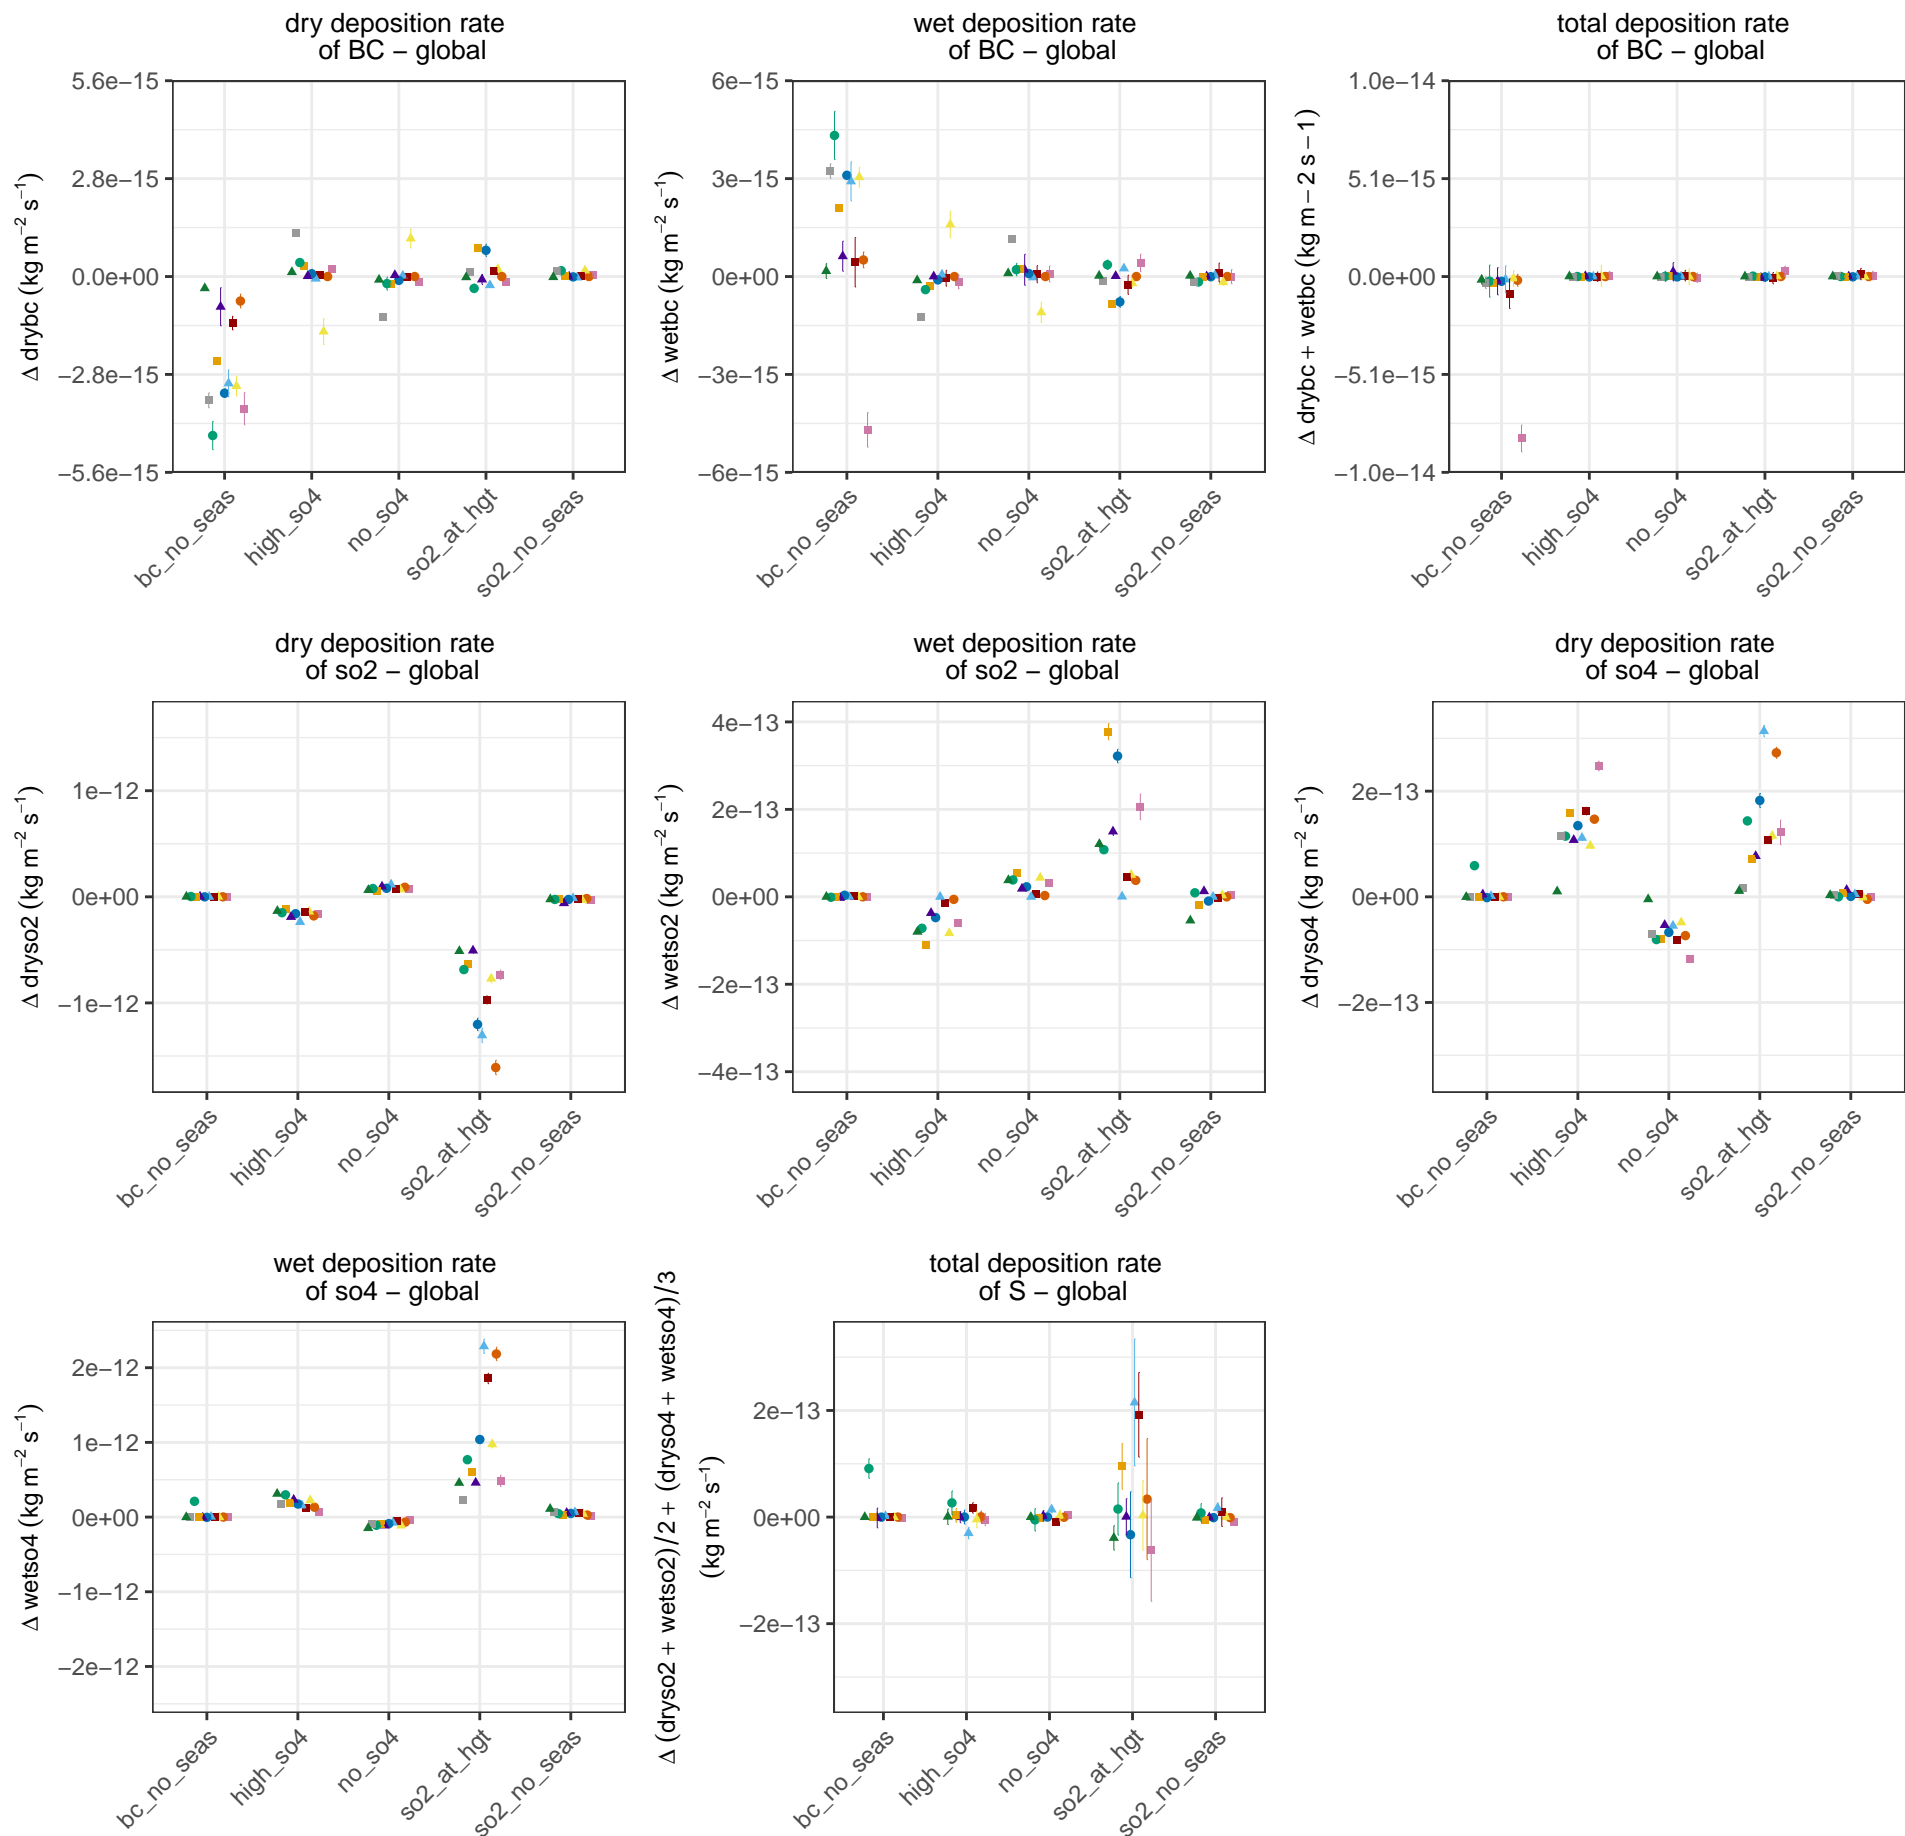 dry deposition rate
of BC − global
Δ drybc (kg m−2 s−1)
5.6e−15
2.8e−15
0.0e+00
−2.8e−15
−5.6e−15
bc_no_seas
high_so4
no_so4
so2_at_hgt
so2_no_seas
wet deposition rate
of BC − global
Δ wetbc (kg m−2 s−1)
6e−15
3e−15
0e+00
−3e−15
−6e−15
bc_no_seas
high_so4
no_so4
so2_at_hgt
so2_no_seas
total deposition rate
of BC − global
Δ drybc + wetbc (kg m − 2 s − 1)
1.0e−14
5.1e−15
0.0e+00
−5.1e−15
−1.0e−14
bc_no_seas
high_so4
no_so4
so2_at_hgt
so2_no_seas
dry deposition rate
of so2 − global
Δ dryso2 (kg m−2 s−1)
1e−12
0e+00
−1e−12
bc_no_seas
high_so4
no_so4
so2_at_hgt
so2_no_seas
wet deposition rate
of so2 − global
Δ wetso2 (kg m−2 s−1)
4e−13
2e−13
0e+00
−2e−13
−4e−13
bc_no_seas
high_so4
no_so4
so2_at_hgt
so2_no_seas
dry deposition rate
of so4 − global
Δ dryso4 (kg m−2 s−1)
2e−13
0e+00
−2e−13
bc_no_seas
high_so4
no_so4
so2_at_hgt
so2_no_seas
wet deposition rate
of so4 − global
Δ wetso4 (kg m−2 s−1)
2e−12
1e−12
0e+00
−1e−12
−2e−12
bc_no_seas
high_so4
no_so4
so2_at_hgt
so2_no_seas
total deposition rate
of S − global
Δ ((dryso2 + wetso2)/2 + (dryso4 + wetso4)/3
(kg m−2 s−1)
2e−13
0e+00
−2e−13
bc_no_seas
high_so4
no_so4
so2_at_hgt
so2_no_seas